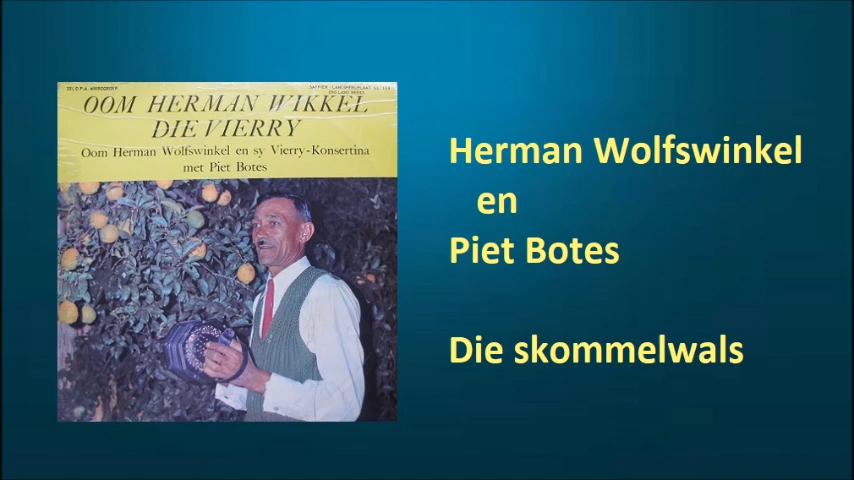 OOM HERMAN WIKKEL
DIE VIERRY
Oom Herman Wolfswinkel en sy Vierry-Konsertina
met Piet Botes
Herman Wolfswinkel
en
Piet Botes
Die skommelwals